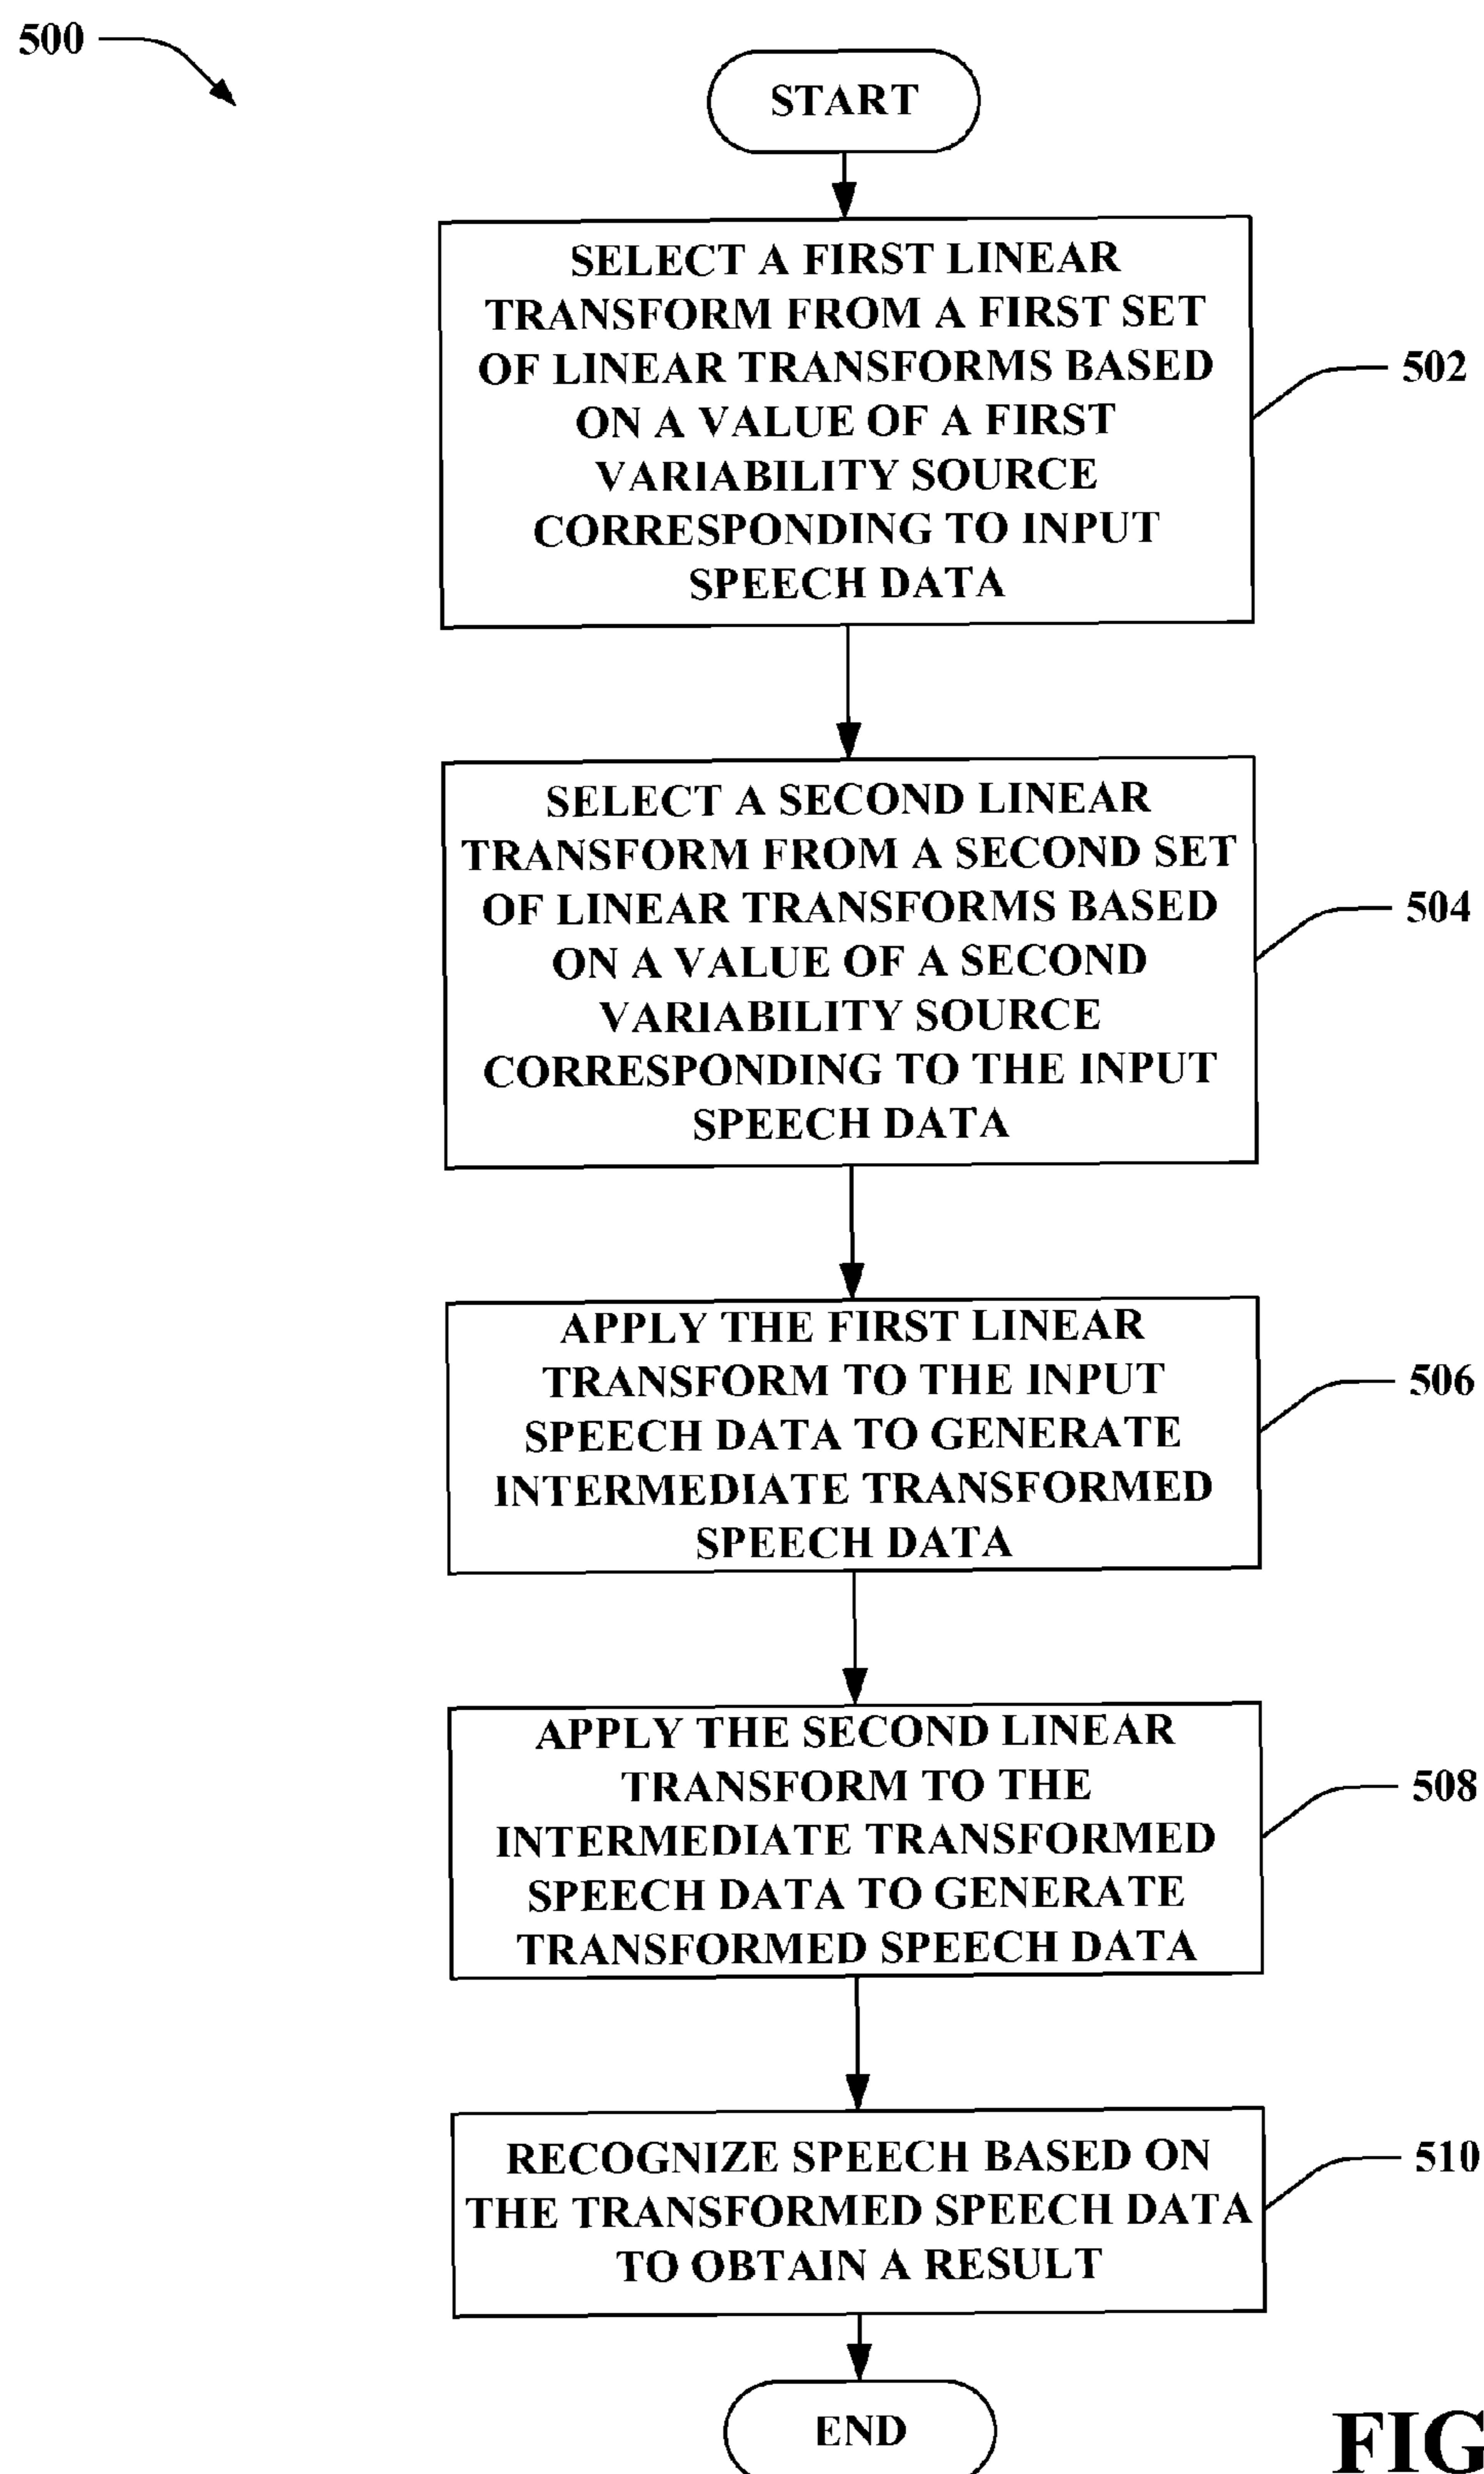 500
START
SELECT A FIRST LINEAR
TRANSFORM FROM A FIRST SET
OF LINEAR TRANSFORMS BASED
ON A VALUE OF A FIRST
VARIABILITY SOURCE
CORRESPONDING TO INPUT
SPEECH DATA
502
SELECT A SECOND LINEAR
TRANSFORM FROM A SECOND SET
OF LINEAR TRANSFORMS BASED
ON A VALUE OF A SECOND
VARIABILITY SOURCE
CORRESPONDING TO THE INPUT
SPEECH DATA
504
APPLY THE FIRST LINEAR
TRANSFORM TO THE INPUT
SPEECH DATA TO GENERATE
INTERMEDIATE TRANSFORMED
SPEECH DATA
506
APPLY THE SECOND LINEAR
TRANSFORM TO THE
INTERMEDIATE TRANSFORMED
SPEECH DATA TO GENERATE
TRANSFORMED SPEECH DATA
508
RECOGNIZE SPEECH BASED ON
THE TRANSFORMED SPEECH DATA
TO OBTAIN A RESULT
510
END
FIG